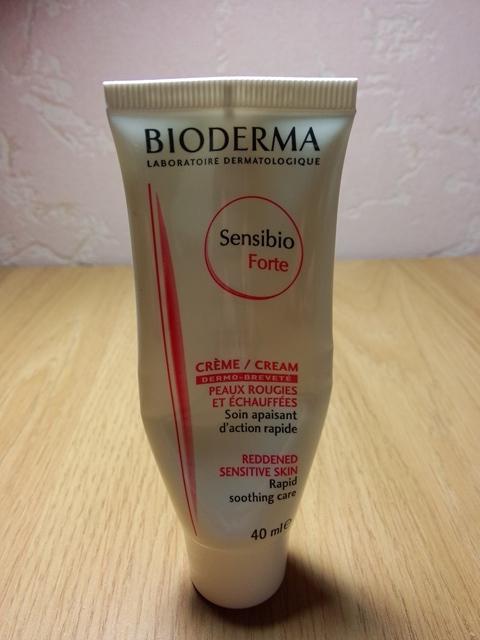 BIODERMA
LABORATOIRE DERMATOLOGIQUE
Sensibio
Forte
CRÈME / CREAM
DERMO-BREVETÉ
PEAUX ROUGIES
ET ÉCHAUFFÉES
Soin apaisant
d'action rapide
REDDENED
SENSITIVE SKIN
Rapid
soothing care
40 ml ℮